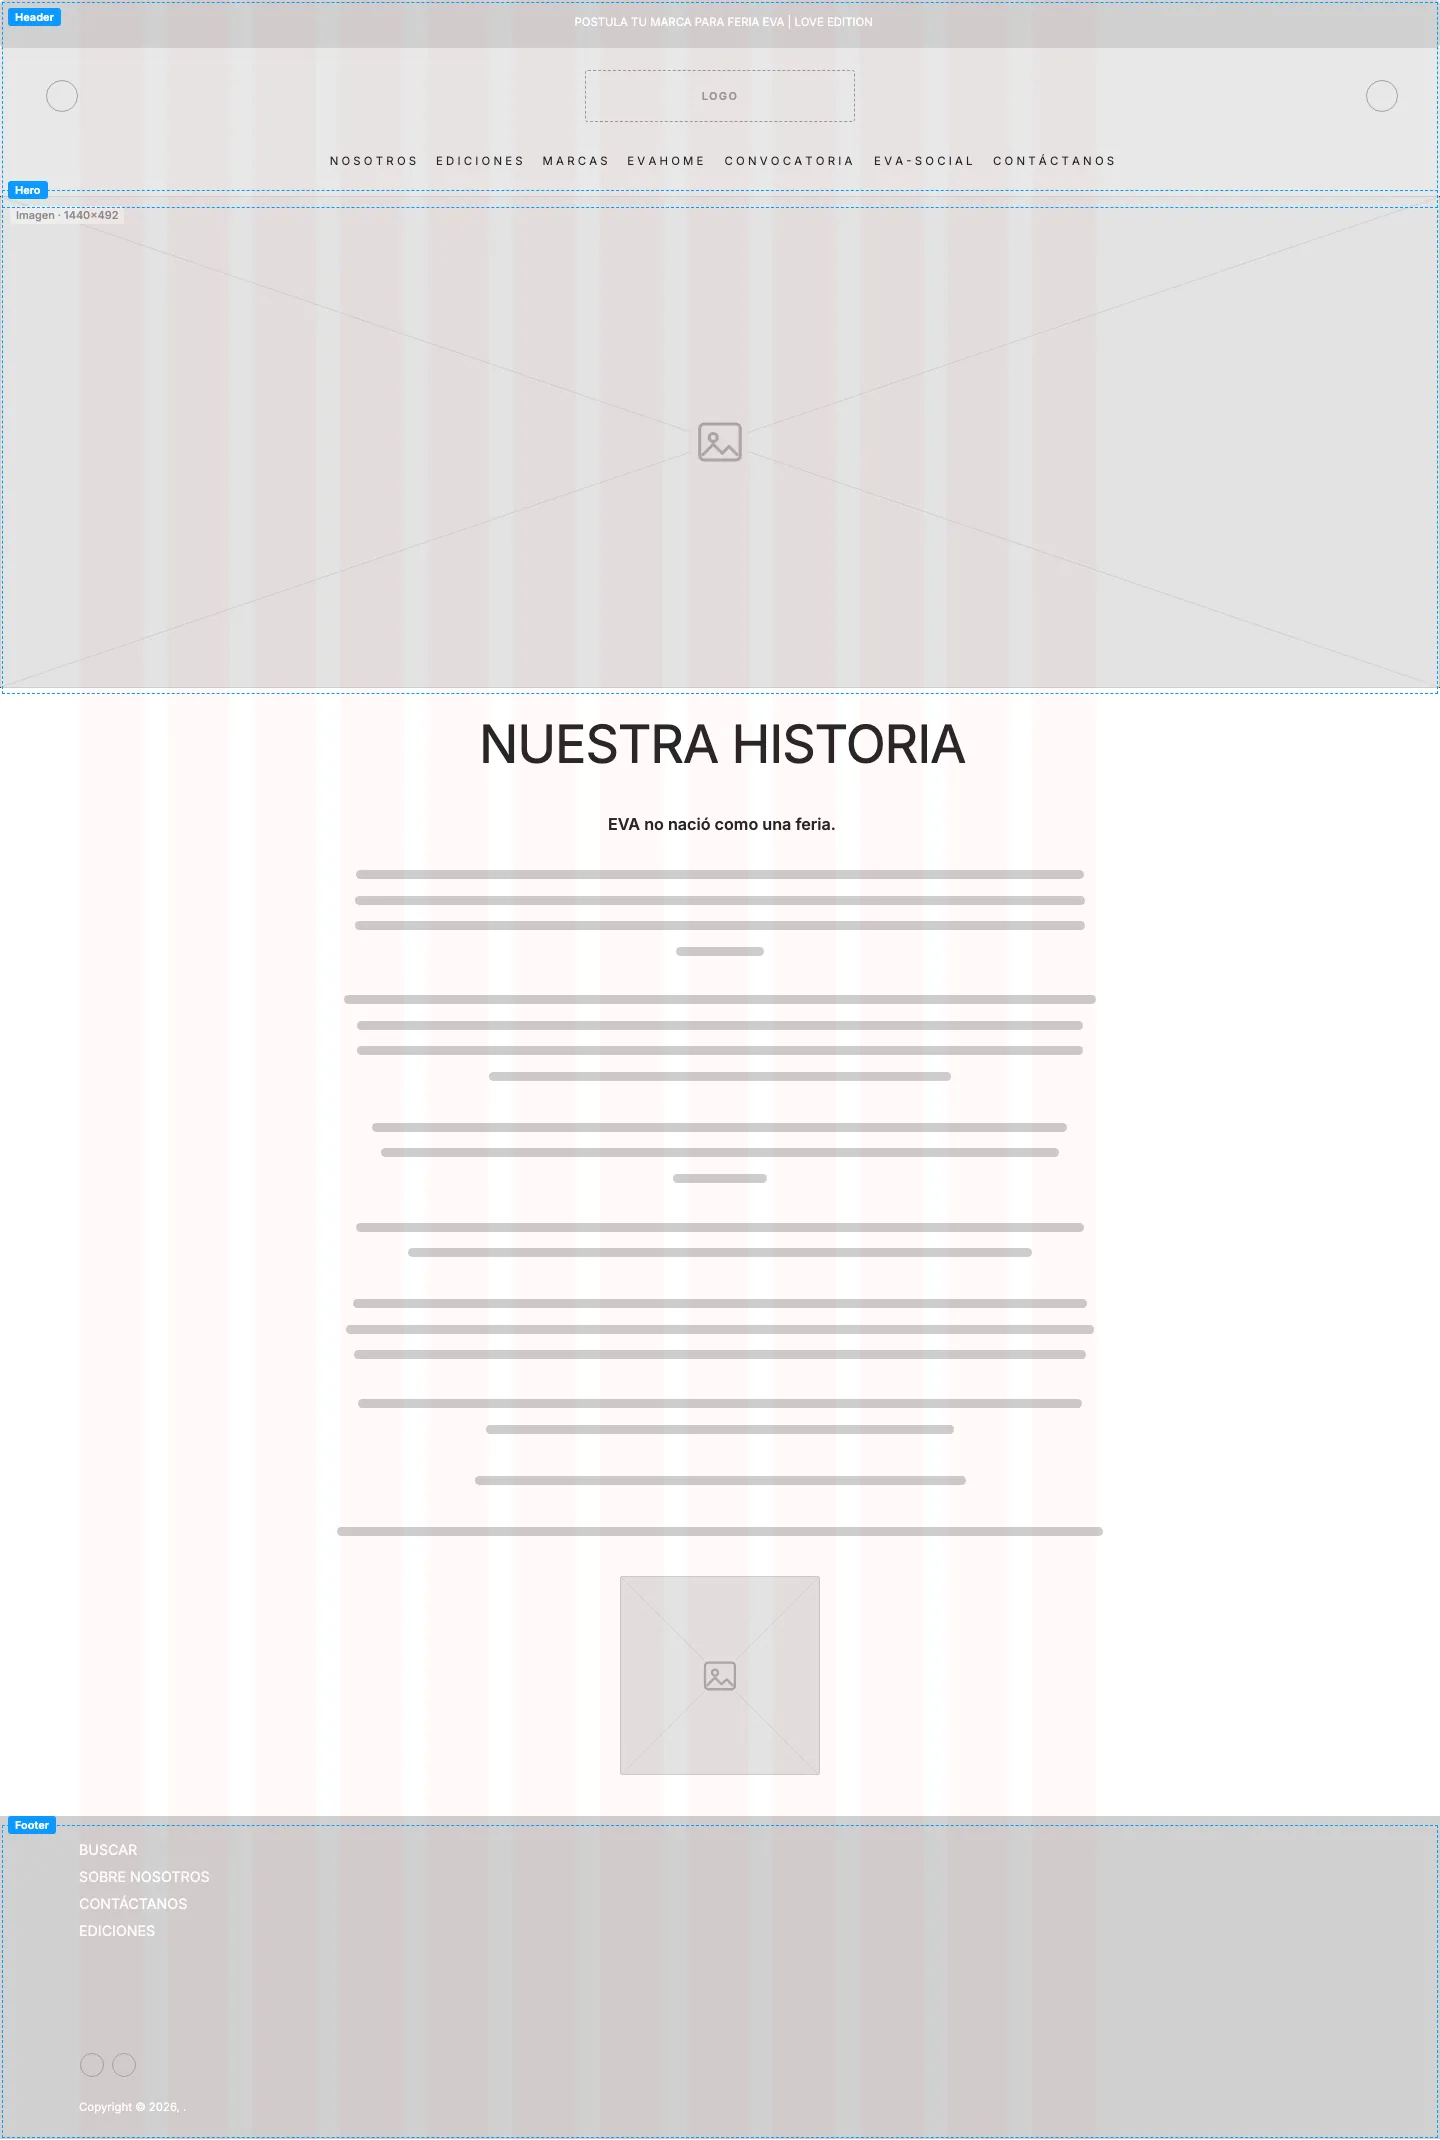 Header
POSTULA TU MARCA PARA FERIA EVA | LOVE EDITION
LOGO
NOSOTROS EDICIONES MARCAS EVAHOME CONVOCATORIA EVA-SOCIAL CONTÁCTANOS
Hero
Imagen · 1440×492
NUESTRA HISTORIA
EVA no nació como una feria.
Footer
BUSCAR
SOBRE NOSOTROS
CONTÁCTANOS
EDICIONES
Copyright © 2026, .